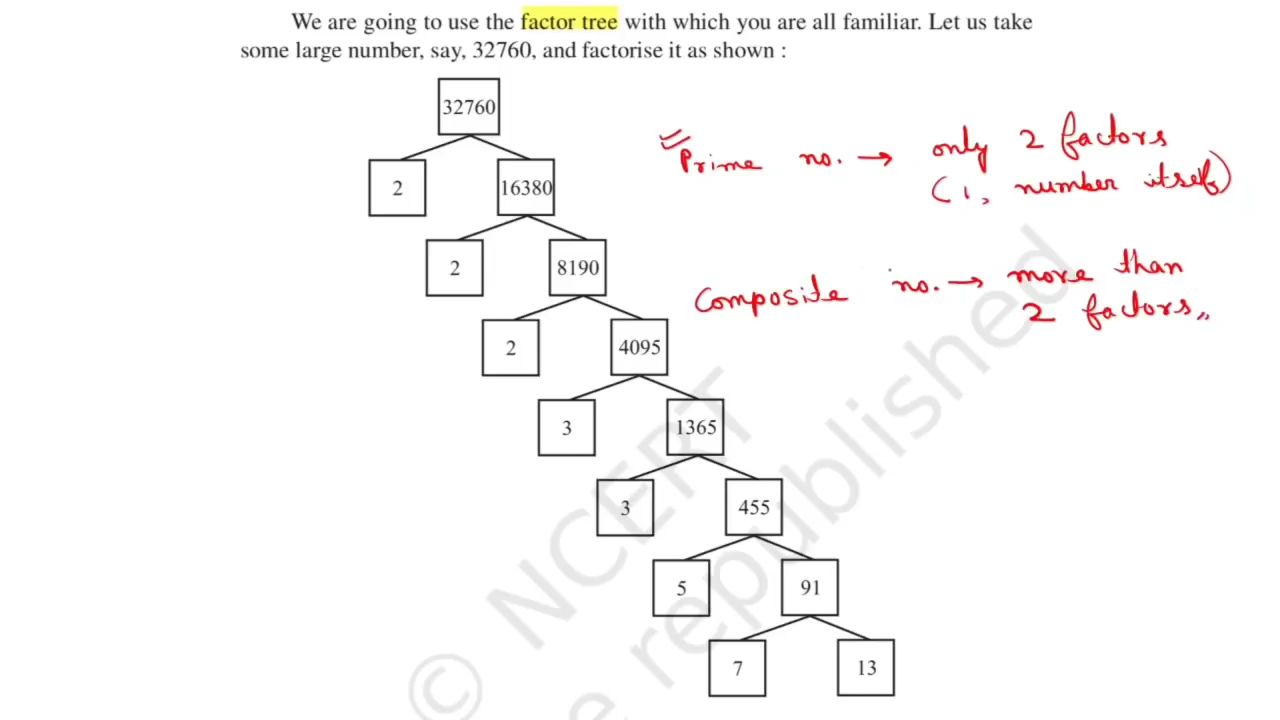 We are going to use the factor tree with which you are all familiar. Let us take
some large number, say, 32760, and factorise it as shown :
32760
2 16380
2 8190
2 4095
3 1365
3 455
5 91
7 13
Prime no. → only 2 factors
(1, number itself)
Composite no. → more than
2 factors,,
© NCERT
e republished